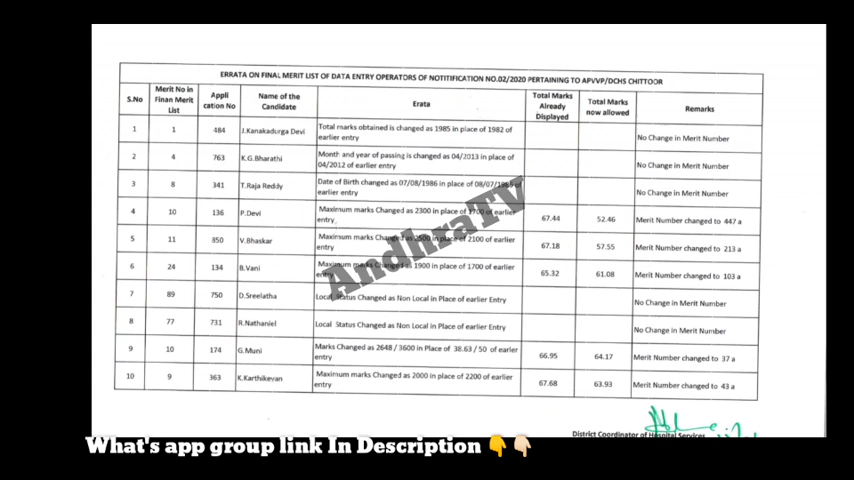 ERRATA ON FINAL MERIT LIST OF DATA ENTRY OPERATORS OF NOTITIFICATION NO.02/2020 PERTAINING TO APVVP/DCHS CHITTOOR
S.No Merit No in Finan Merit List Appli cation No Name of the Candidate Erata Total Marks Already Displayed Total Marks now allowed Remarks
1 1 484 J.Kanakadurga Devi Total marks obtained is changed as 1985 in place of 1982 of earlier entry No Change in Merit Number
2 4 763 K.G.Bharathi Month and year of passing is changed as 04/2013 in place of 04/2012 of earlier entry No Change in Merit Number
3 8 341 T.Raja Reddy Date of Birth changed as 07/08/1986 in place of 08/07/1986 of earlier entry No Change in Merit Number
4 10 136 P.Devi Maximum marks Changed as 2300 in place of 1700 of earlier entry 67.44 52.46 Merit Number changed to 447 a
5 11 850 V.Bhaskar Maximum marks Changed as 2500 in place of 2100 of earlier entry 67.18 57.55 Merit Number changed to 213 a
6 24 134 B.Vani Maximum marks Changed as 1900 in place of 1700 of earlier entry 65.32 61.08 Merit Number changed to 103 a
7 89 750 D.Sreelatha Local Status Changed as Non Local in Place of earlier Entry No Change in Merit Number
8 77 731 R.Nathaniel Local Status Changed as Non Local in Place of earlier Entry No Change in Merit Number
9 10 174 G.Muni Marks Changed as 2648 / 3600 in Place of 38.63 / 50 of earler entry 66.95 64.17 Merit Number changed to 37 a
10 9 363 K.Karthikevan Maximum marks Changed as 2000 in place of 2200 of earlier entry 67.68 63.93 Merit Number changed to 43 a
AndhraTv
District Coordinator of Hospital Services
What's app group link In Description 👇👇🏻